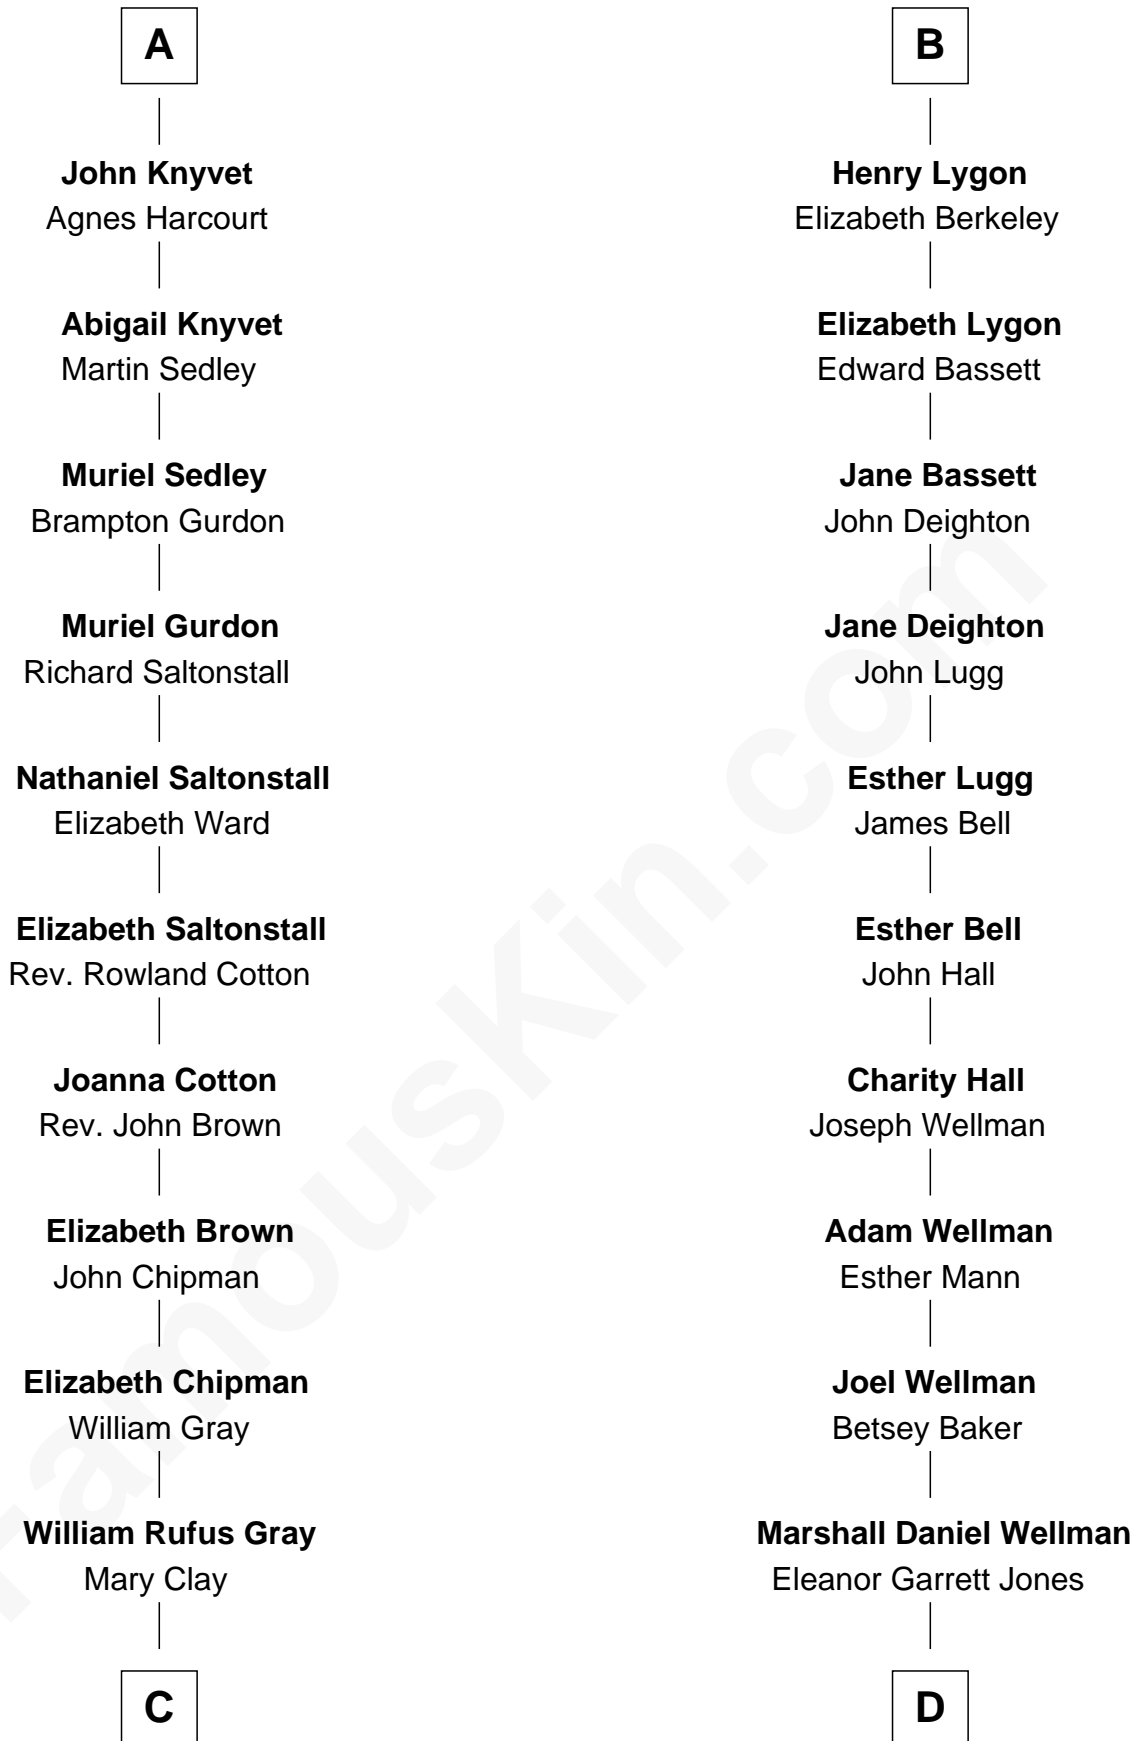 A
John Knyvet
Agnes Harcourt
Abigail Knyvet
Martin Sedley
Muriel Sedley
Brampton Gurdon
Muriel Gurdon
Richard Saltonstall
Nathaniel Saltonstall
Elizabeth Ward
Elizabeth Saltonstall
Rev. Rowland Cotton
Joanna Cotton
Rev. John Brown
Elizabeth Brown
John Chipman
Elizabeth Chipman
William Gray
William Rufus Gray
Mary Clay
C
B
Henry Lygon
Elizabeth Berkeley
Elizabeth Lygon
Edward Bassett
Jane Bassett
John Deighton
Jane Deighton
John Lugg
Esther Lugg
James Bell
Esther Bell
John Hall
Charity Hall
Joseph Wellman
Adam Wellman
Esther Mann
Joel Wellman
Betsey Baker
Marshall Daniel Wellman
Eleanor Garrett Jones
D
FamousKin.com